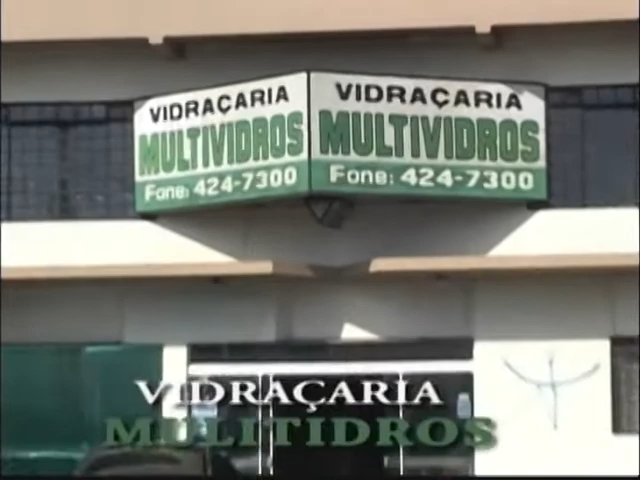 VIDRAÇARIA
MULTIVIDROS
Fone: 424-7300
VIDRAÇARIA
MULTIVIDROS
Fone: 424-7300
VIDRAÇARIA
MULTIDROS